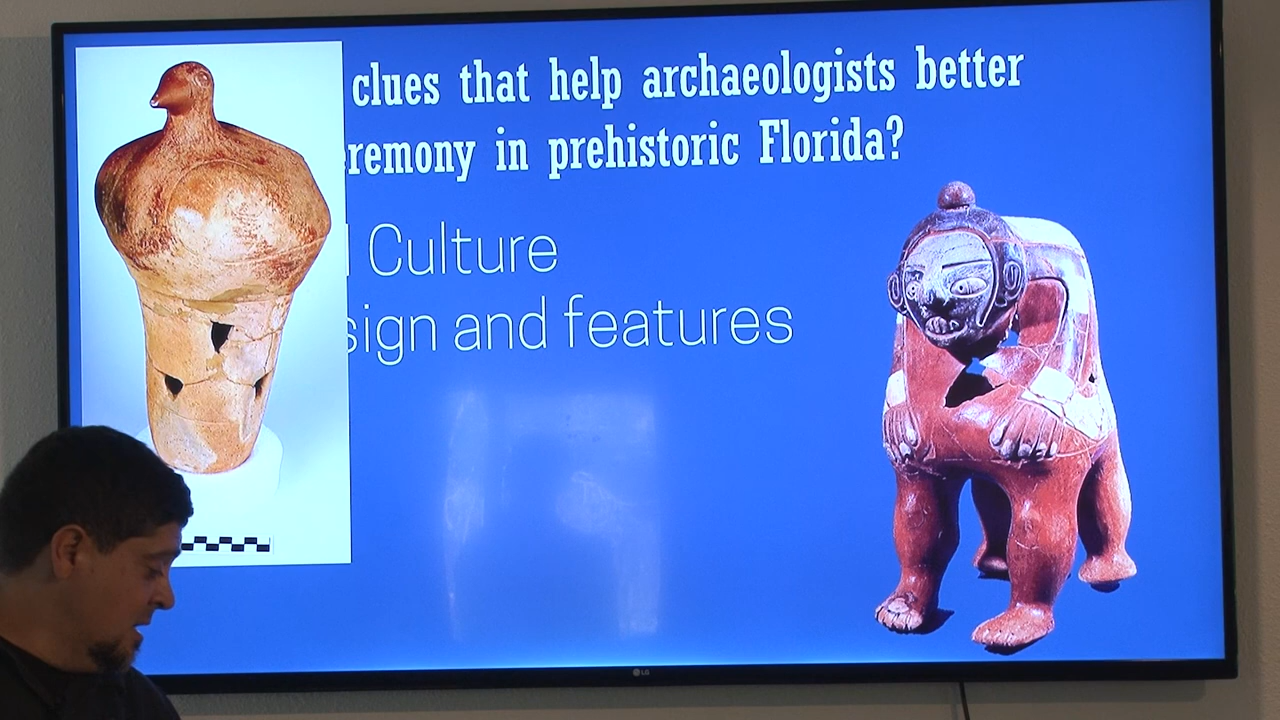 clues that help archaeologists better
eremony in prehistoric Florida?
l Culture
sign and features
LG